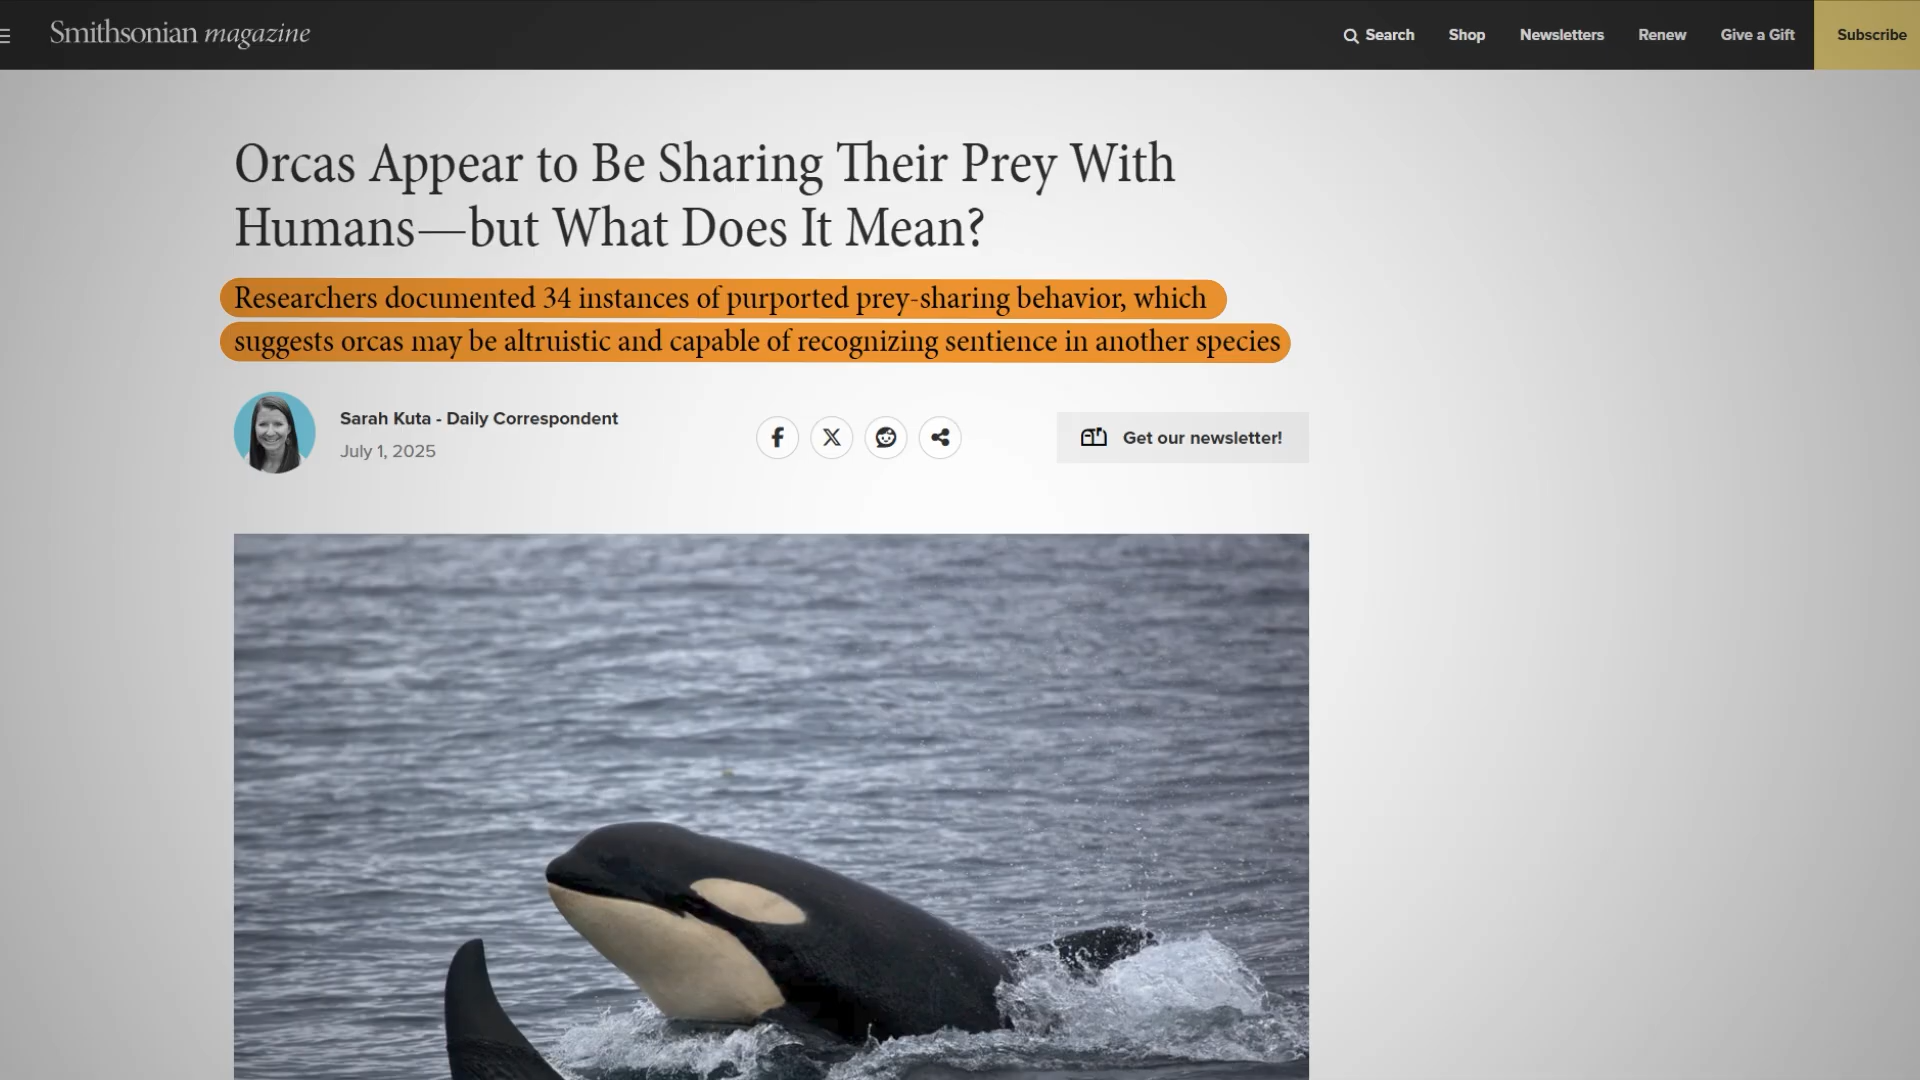 Smithsonian magazine
Search Shop Newsletters Renew Give a Gift Subscribe
Orcas Appear to Be Sharing Their Prey With
Humans—but What Does It Mean?
Researchers documented 34 instances of purported prey-sharing behavior, which
suggests orcas may be altruistic and capable of recognizing sentience in another species
Sarah Kuta - Daily Correspondent
July 1, 2025
Get our newsletter!